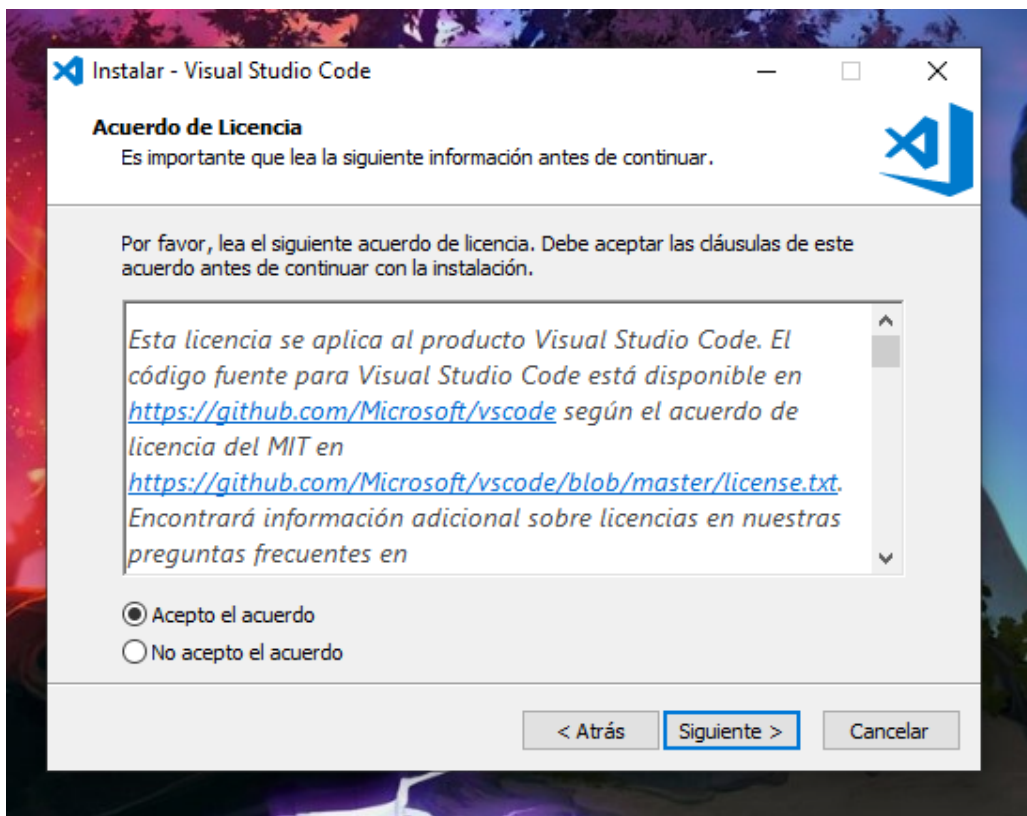 Instalar - Visual Studio Code
Acuerdo de Licencia
Es importante que lea la siguiente información antes de continuar.
Por favor, lea el siguiente acuerdo de licencia. Debe aceptar las cláusulas de este
acuerdo antes de continuar con la instalación.
Esta licencia se aplica al producto Visual Studio Code. El
código fuente para Visual Studio Code está disponible en
https://github.com/Microsoft/vscode según el acuerdo de
licencia del MIT en
https://github.com/Microsoft/vscode/blob/master/license.txt.
Encontrará información adicional sobre licencias en nuestras
preguntas frecuentes en
Acepto el acuerdo
No acepto el acuerdo
< Atrás Siguiente > Cancelar